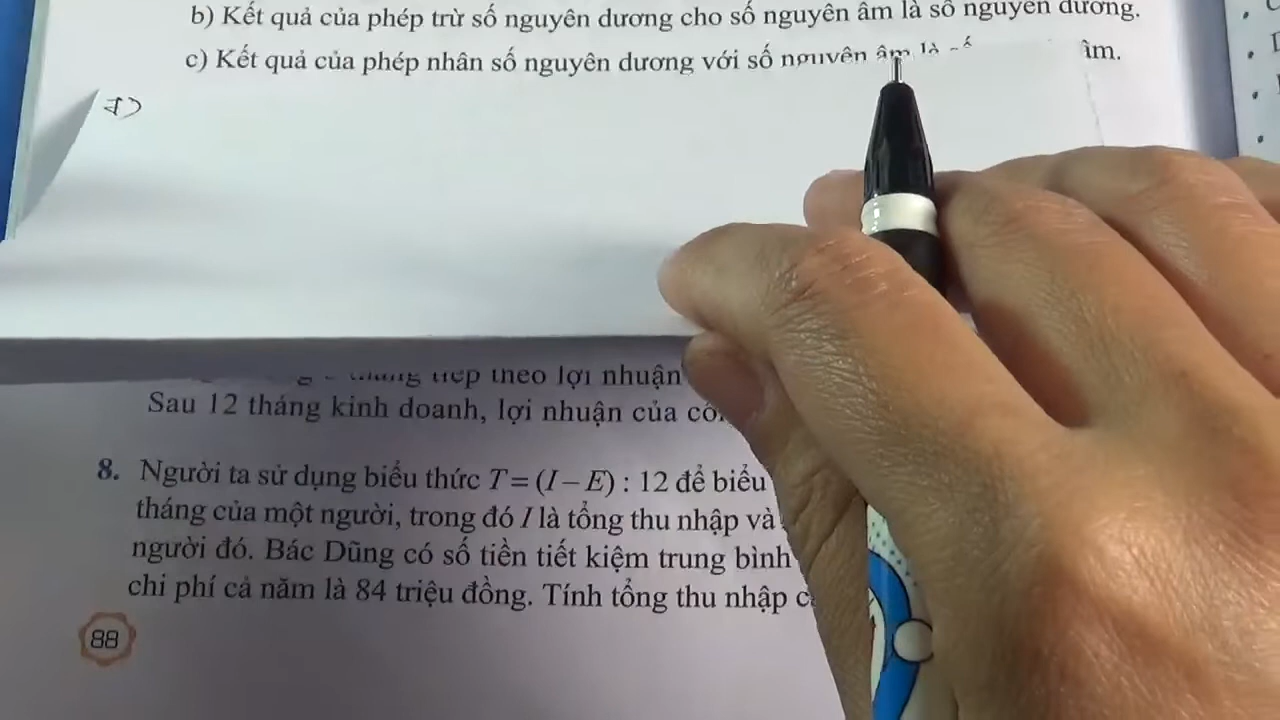 b) Kết quả của phép trừ số nguyên dương cho số nguyên âm là số nguyên dương.
c) Kết quả của phép nhân số nguyên dương với số nguyên âm là âm.
tiếp theo lợi nhuận
Sau 12 tháng kinh doanh, lợi nhuận của
8. Người ta sử dụng biểu thức T = (I – E) : 12 để biểu
tháng của một người, trong đó I là tổng thu nhập và
người đó. Bác Dũng có số tiền tiết kiệm trung bình
chi phí cả năm là 84 triệu đồng. Tính tổng thu nhập
88